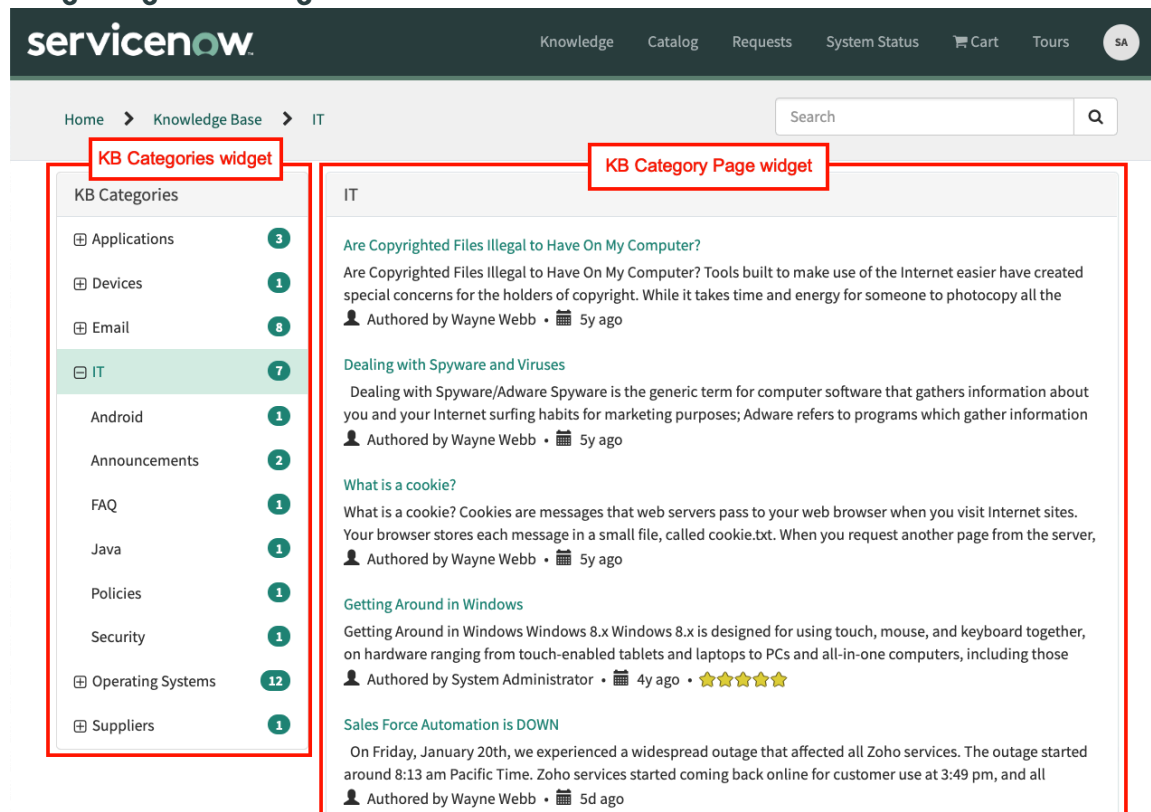 servicenow
Knowledge Catalog Requests System Status Cart Tours SA
Home Knowledge Base IT
Search
KB Categories widget
KB Category Page widget
KB Categories
Applications 3
Devices 1
Email 8
IT 7
Android 1
Announcements 2
FAQ 1
Java 1
Policies 1
Security 1
Operating Systems 12
Suppliers 1
IT
Are Copyrighted Files Illegal to Have On My Computer?
Are Copyrighted Files Illegal to Have On My Computer? Tools built to make use of the Internet easier have created
special concerns for the holders of copyright. While it takes time and energy for someone to photocopy all the
Authored by Wayne Webb • 5y ago
Dealing with Spyware and Viruses
Dealing with Spyware/Adware Spyware is the generic term for computer software that gathers information about
you and your Internet surfing habits for marketing purposes; Adware refers to programs which gather information
Authored by Wayne Webb • 5y ago
What is a cookie?
What is a cookie? Cookies are messages that web servers pass to your web browser when you visit Internet sites.
Your browser stores each message in a small file, called cookie.txt. When you request another page from the server,
Authored by Wayne Webb • 5y ago
Getting Around in Windows
Getting Around in Windows Windows 8.x Windows 8.x is designed for using touch, mouse, and keyboard together,
on hardware ranging from touch-enabled tablets and laptops to PCs and all-in-one computers, including those
Authored by System Administrator • 4y ago •
Sales Force Automation is DOWN
On Friday, January 20th, we experienced a widespread outage that affected all Zoho services. The outage started
around 8:13 am Pacific Time. Zoho services started coming back online for customer use at 3:49 pm, and all
Authored by Wayne Webb • 5d ago